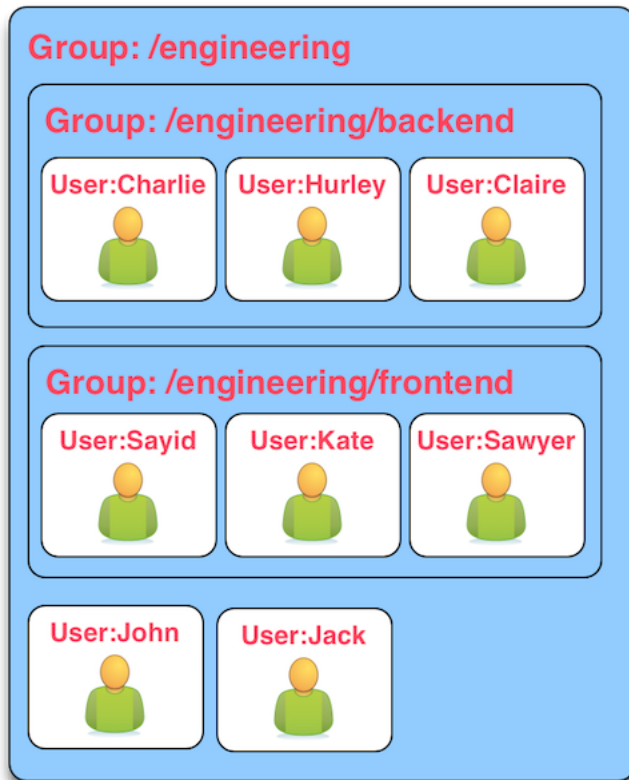 Group: /engineering
Group: /engineering/backend
User:Charlie
User:Hurley
User:Claire
Group: /engineering/frontend
User:Sayid
User:Kate
User:Sawyer
User:John
User:Jack